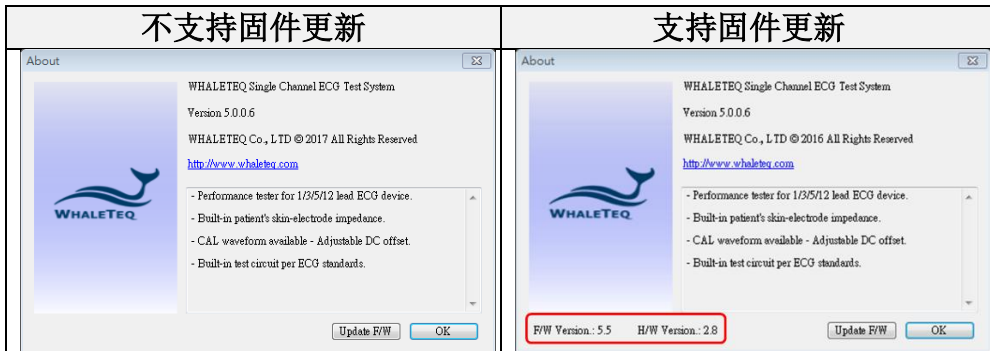 不支持固件更新
About
WHALETEQ Single Channel ECG Test System
Version 5.0.0.6
WHALETEQ Co., LTD © 2017 All Rights Reserved
http://www.whaleteq.com
- Performance tester for 1/3/5/12 lead ECG device.
- Built-in patient's skin-electrode impedance.
- CAL waveform available - Adjustable DC offset.
- Built-in test circuit per ECG standards.
WHALETEQ
Update F/W
OK
支持固件更新
About
WHALETEQ Single Channel ECG Test System
Version 5.0.0.6
WHALETEQ Co., LTD © 2016 All Rights Reserved
http://www.whaleteq.com
- Performance tester for 1/3/5/12 lead ECG device.
- Built-in patient's skin-electrode impedance.
- CAL waveform available - Adjustable DC offset.
- Built-in test circuit per ECG standards.
WHALETEQ
F/W Version.: 5.5 H/W Version.: 2.8
Update F/W
OK